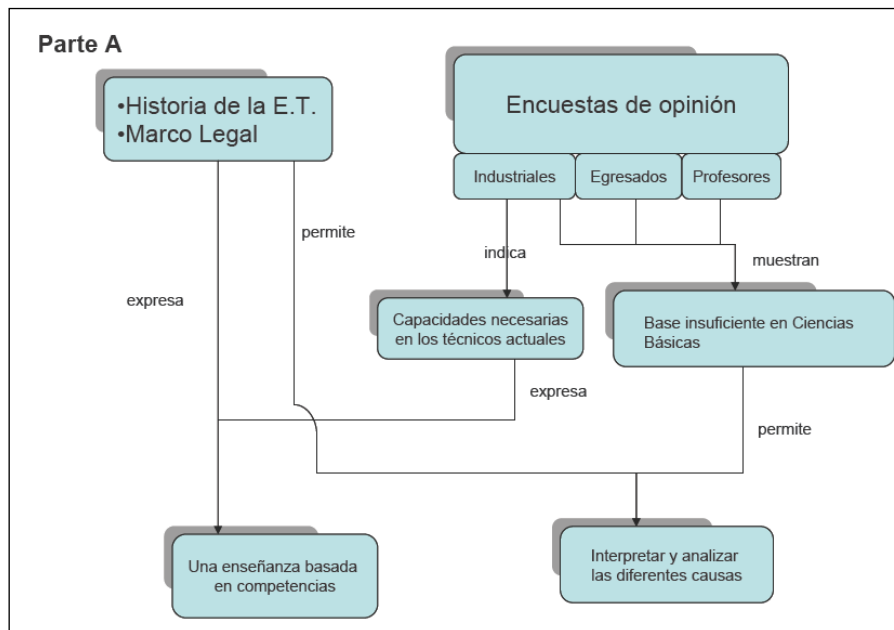 Parte A
•Historia de la E.T.
•Marco Legal
Encuestas de opinión
Industriales
Egresados
Profesores
permite
indica
muestran
expresa
Capacidades necesarias
en los técnicos actuales
Base insuficiente en Ciencias
Básicas
expresa
permite
Una enseñanza basada
en competencias
Interpretar y analizar
las diferentes causas